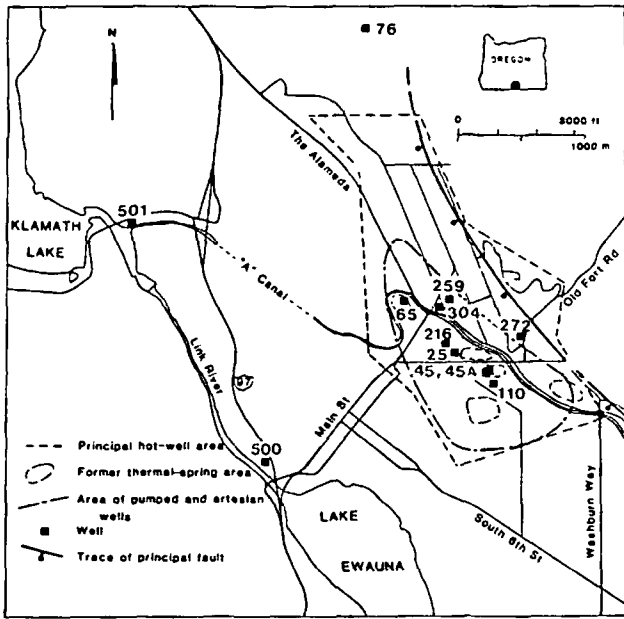 N
76
OREGON
0 8000 ft
1000 m
The Alameda
501
KLAMATH
LAKE
"A" Canal
Old Fort Rd
259
65
304
272
216
25
45, 45A
110
Link River
97
Main St
500
Principal hot-well area
Former thermal-spring area
Area of pumped and artesian
wells
Well
Trace of principal fault
LAKE
EWAUNA
South 6th St
Washburn Way